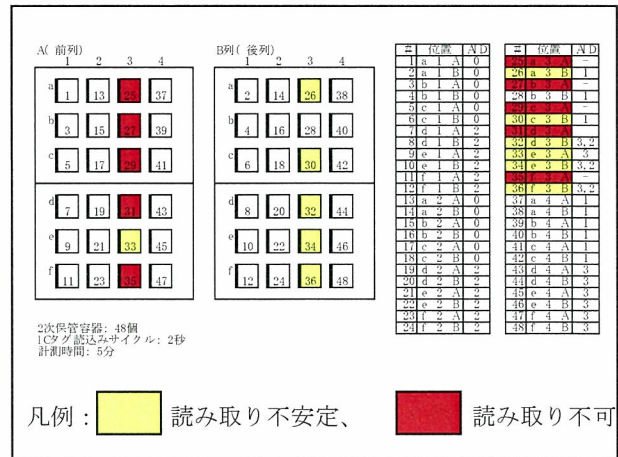 A( 前列)
1 2 3 4
a 1 13 25 37
b 3 15 27 39
c 5 17 29 41
d 7 19 31 43
e 9 21 33 45
f 11 23 35 47
B列( 後列)
1 2 3 4
a 2 14 26 38
b 4 16 28 40
c 6 18 30 42
d 8 20 32 44
e 10 22 34 46
f 12 24 36 48
# 位置 A/D
1 a 1 A 0
2 a 1 B 0
3 b 1 A 0
4 b 1 B 0
5 c 1 A 0
6 c 1 B 0
7 d 1 A 2
8 d 1 B 2
9 e 1 A 2
10 e 1 B 2
11 f 1 A 2
12 f 1 B 2
13 a 2 A 0
14 a 2 B 0
15 b 2 A 0
16 b 2 B 0
17 c 2 A 0
18 c 2 B 0
19 d 2 A 2
20 d 2 B 2
21 e 2 A 2
22 e 2 B 2
23 f 2 A 2
24 f 2 B 2
# 位置 A/D
25 a 3 A -
26 a 3 B 1
27 b 3 A -
28 b 3 B 1
29 c 3 A -
30 c 3 B 1
31 d 3 A
32 d 3 B 3,2
33 e 3 A 3
34 e 3 B 3,2
35 f 3 A -
36 f 3 B 3,2
37 a 4 A 1
38 a 4 B 1
39 b 4 A 1
40 b 4 B 1
41 c 4 A 1
42 c 4 B 1
43 d 4 A 3
44 d 4 B 3
45 e 4 A 3
46 e 4 B 3
47 f 4 A 3
48 f 4 B 3
2次保管容器: 48個
ICタグ読込みサイクル: 2秒
計測時間: 5分
凡例: 読み取り不安定、 読み取り不可